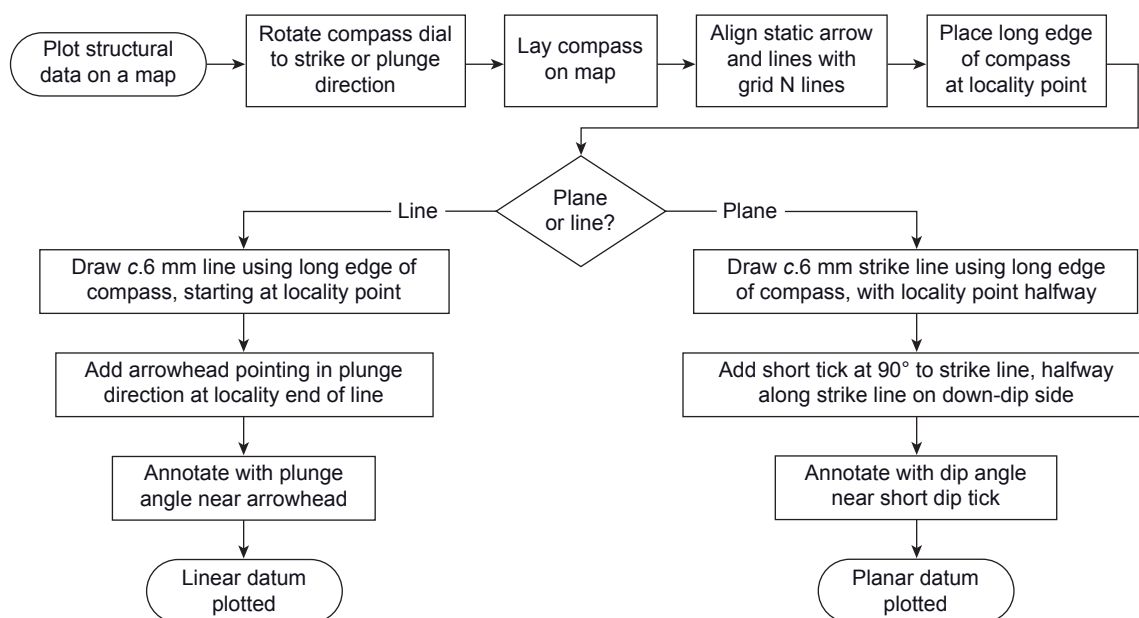 Plot structural
data on a map
Rotate compass dial
to strike or plunge
direction
Lay compass
on map
Align static arrow
and lines with
grid N lines
Place long edge
of compass
at locality point
Plane
or line?
Line
Plane
Draw c.6 mm line using long edge of
compass, starting at locality point
Draw c.6 mm strike line using long edge
of compass, with locality point halfway
Add arrowhead pointing in plunge
direction at locality end of line
Add short tick at 90° to strike line, halfway
along strike line on down-dip side
Annotate with plunge
angle near arrowhead
Annotate with dip angle
near short dip tick
Linear datum
plotted
Planar datum
plotted